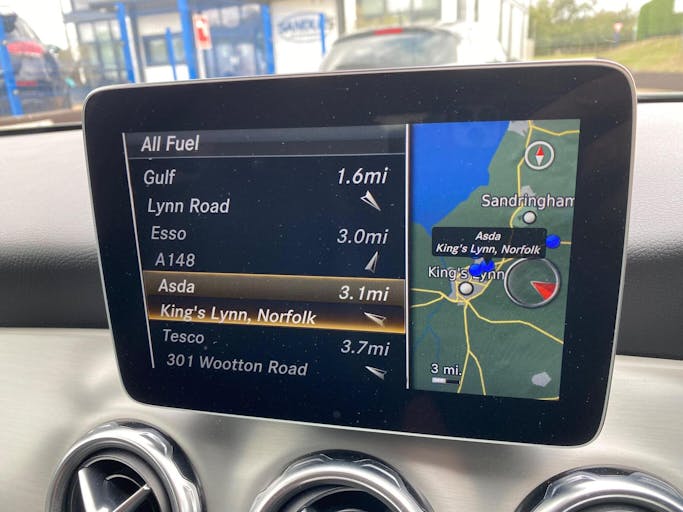 SANDLES
All Fuel
Gulf 1.6mi
Lynn Road
Esso 3.0mi
A148
Asda 3.1mi
King's Lynn, Norfolk
Tesco 3.7mi
301 Wootton Road
Sandringham
Asda
King's Lynn, Norfolk
King's Lynn
3 mi.